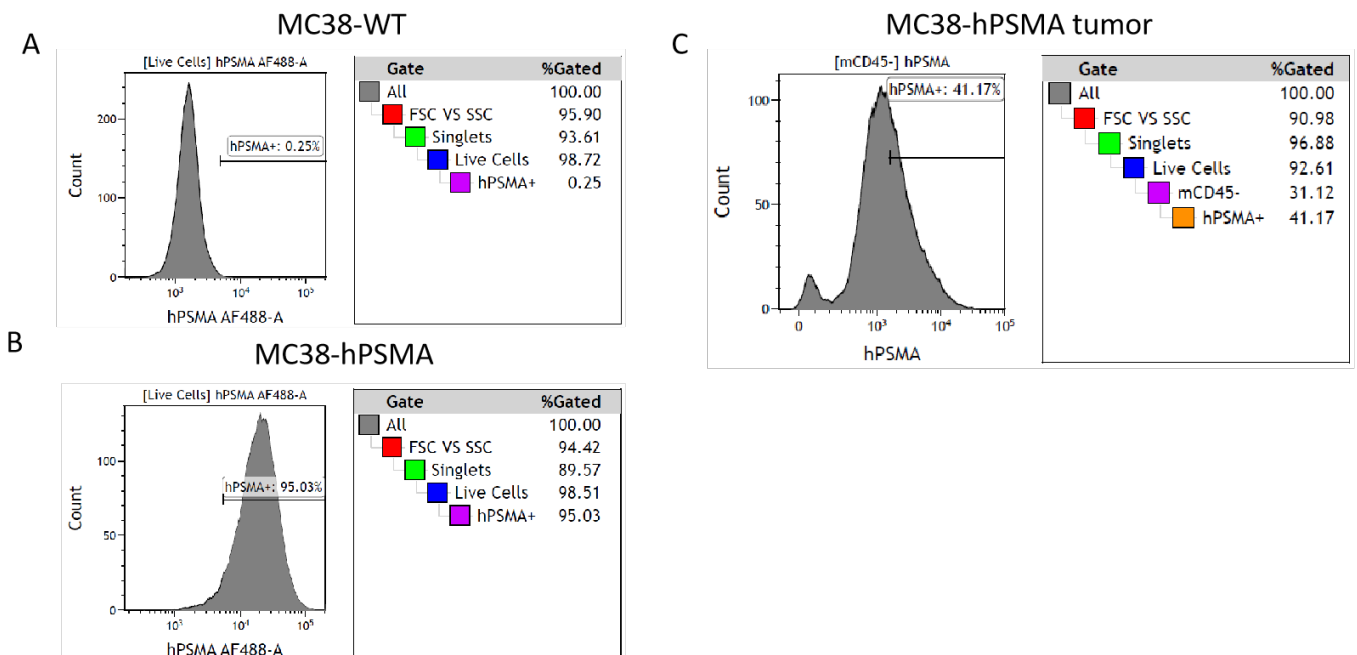 A
MC38-WT
[Live Cells] hPSMA AF488-A
Count
200
100
0
hPSMA+: 0.25%
10³ 10⁴ 10⁵
hPSMA AF488-A
Gate %Gated
All 100.00
FSC VS SSC 95.90
Singlets 93.61
Live Cells 98.72
hPSMA+ 0.25
B
MC38-hPSMA
[Live Cells] hPSMA AF488-A
Count
100
50
0
hPSMA+: 95.03%
10³ 10⁴ 10⁵
hPSMA AF488-A
Gate %Gated
All 100.00
FSC VS SSC 94.42
Singlets 89.57
Live Cells 98.51
hPSMA+ 95.03
C
MC38-hPSMA tumor
[mCD45-] hPSMA
Count
100
50
0
hPSMA+: 41.17%
0 10³ 10⁴ 10⁵
hPSMA
Gate %Gated
All 100.00
FSC VS SSC 90.98
Singlets 96.88
Live Cells 92.61
mCD45- 31.12
hPSMA+ 41.17